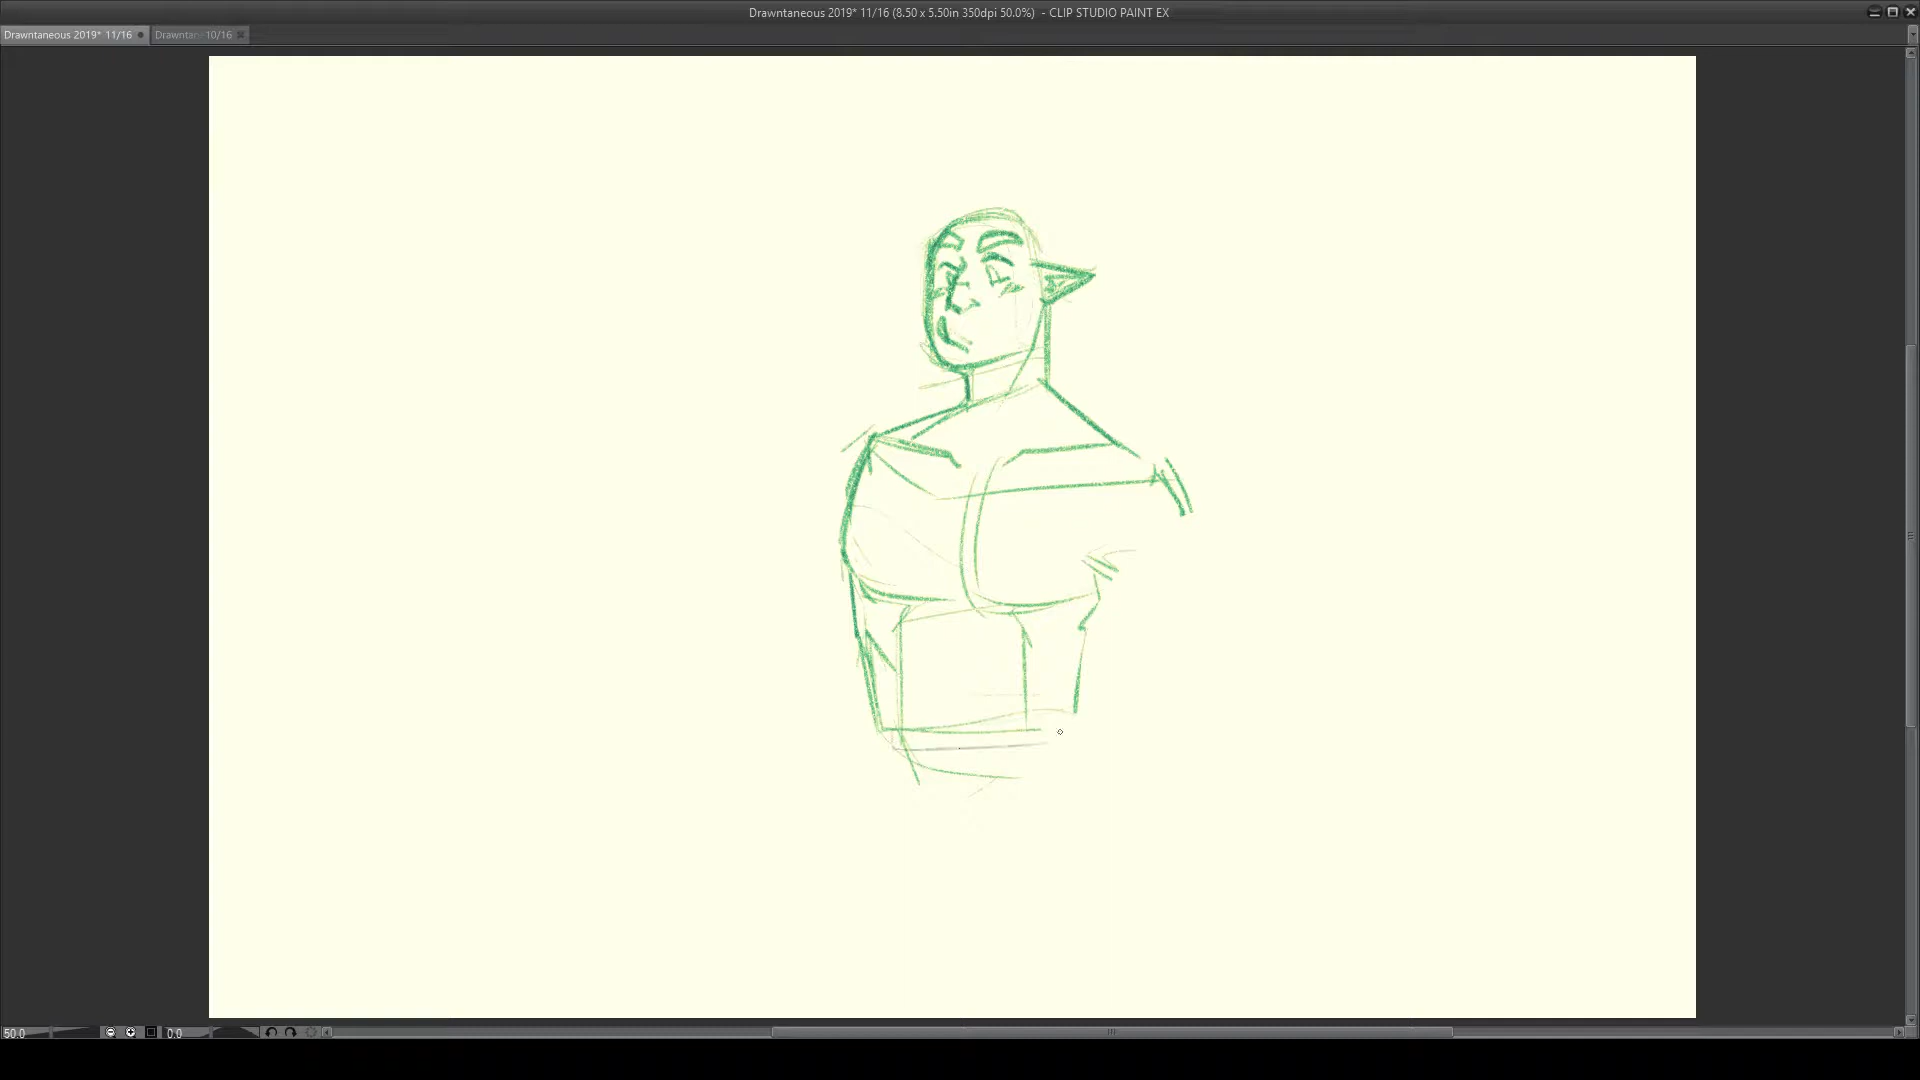 Drawntaneous 2019* 11/16 (8.50 x 5.50in 350dpi 50.0%)  - CLIP STUDIO PAINT EX
Drawntaneous 2019* 11/16 Drawntan 10/16
50.0 0.0